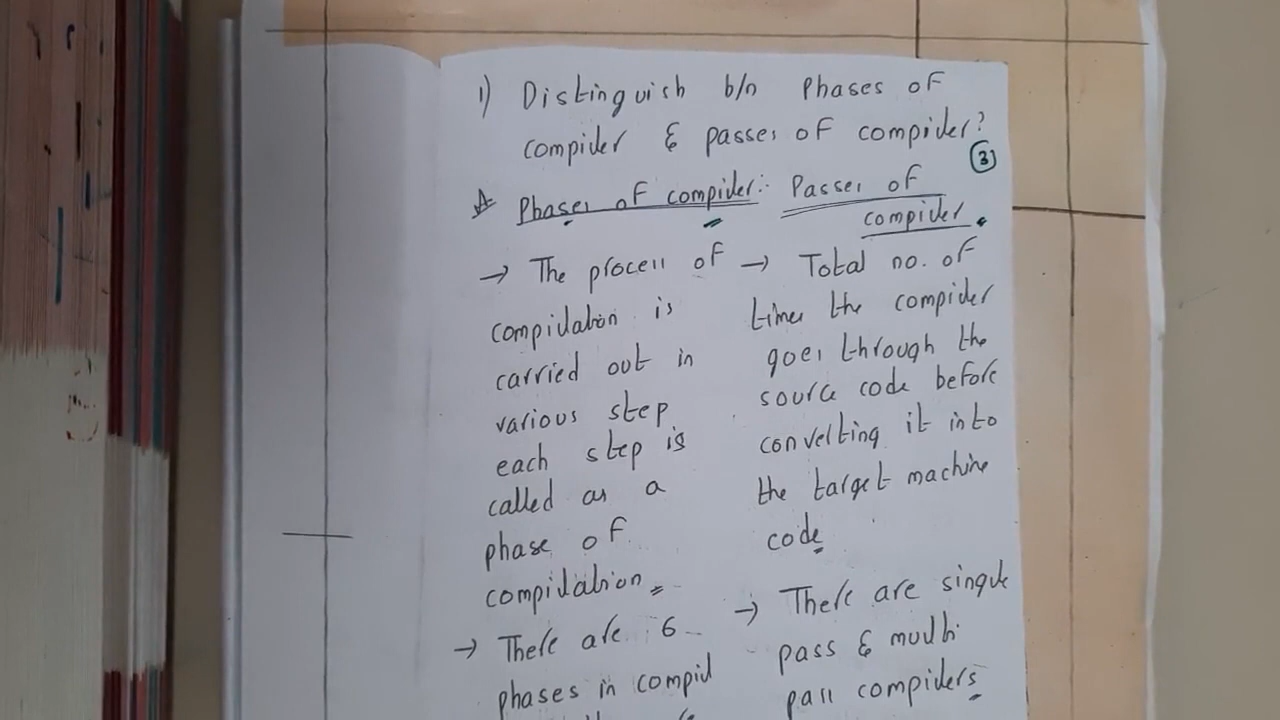 1) Distinguish b/n Phases of
compiler & passes of compiler?
3
Phases of compiler:-
→ The process of
compilation is
carried out in
various step
each step is
called as a
phase of
compilation
→ There are 6
phases in compil
Passes of
compiler
→ Total no. of
times the compiler
goes through the
source code before
converting it into
the target machine
code
→ There are single
pass & multi
pass compilers